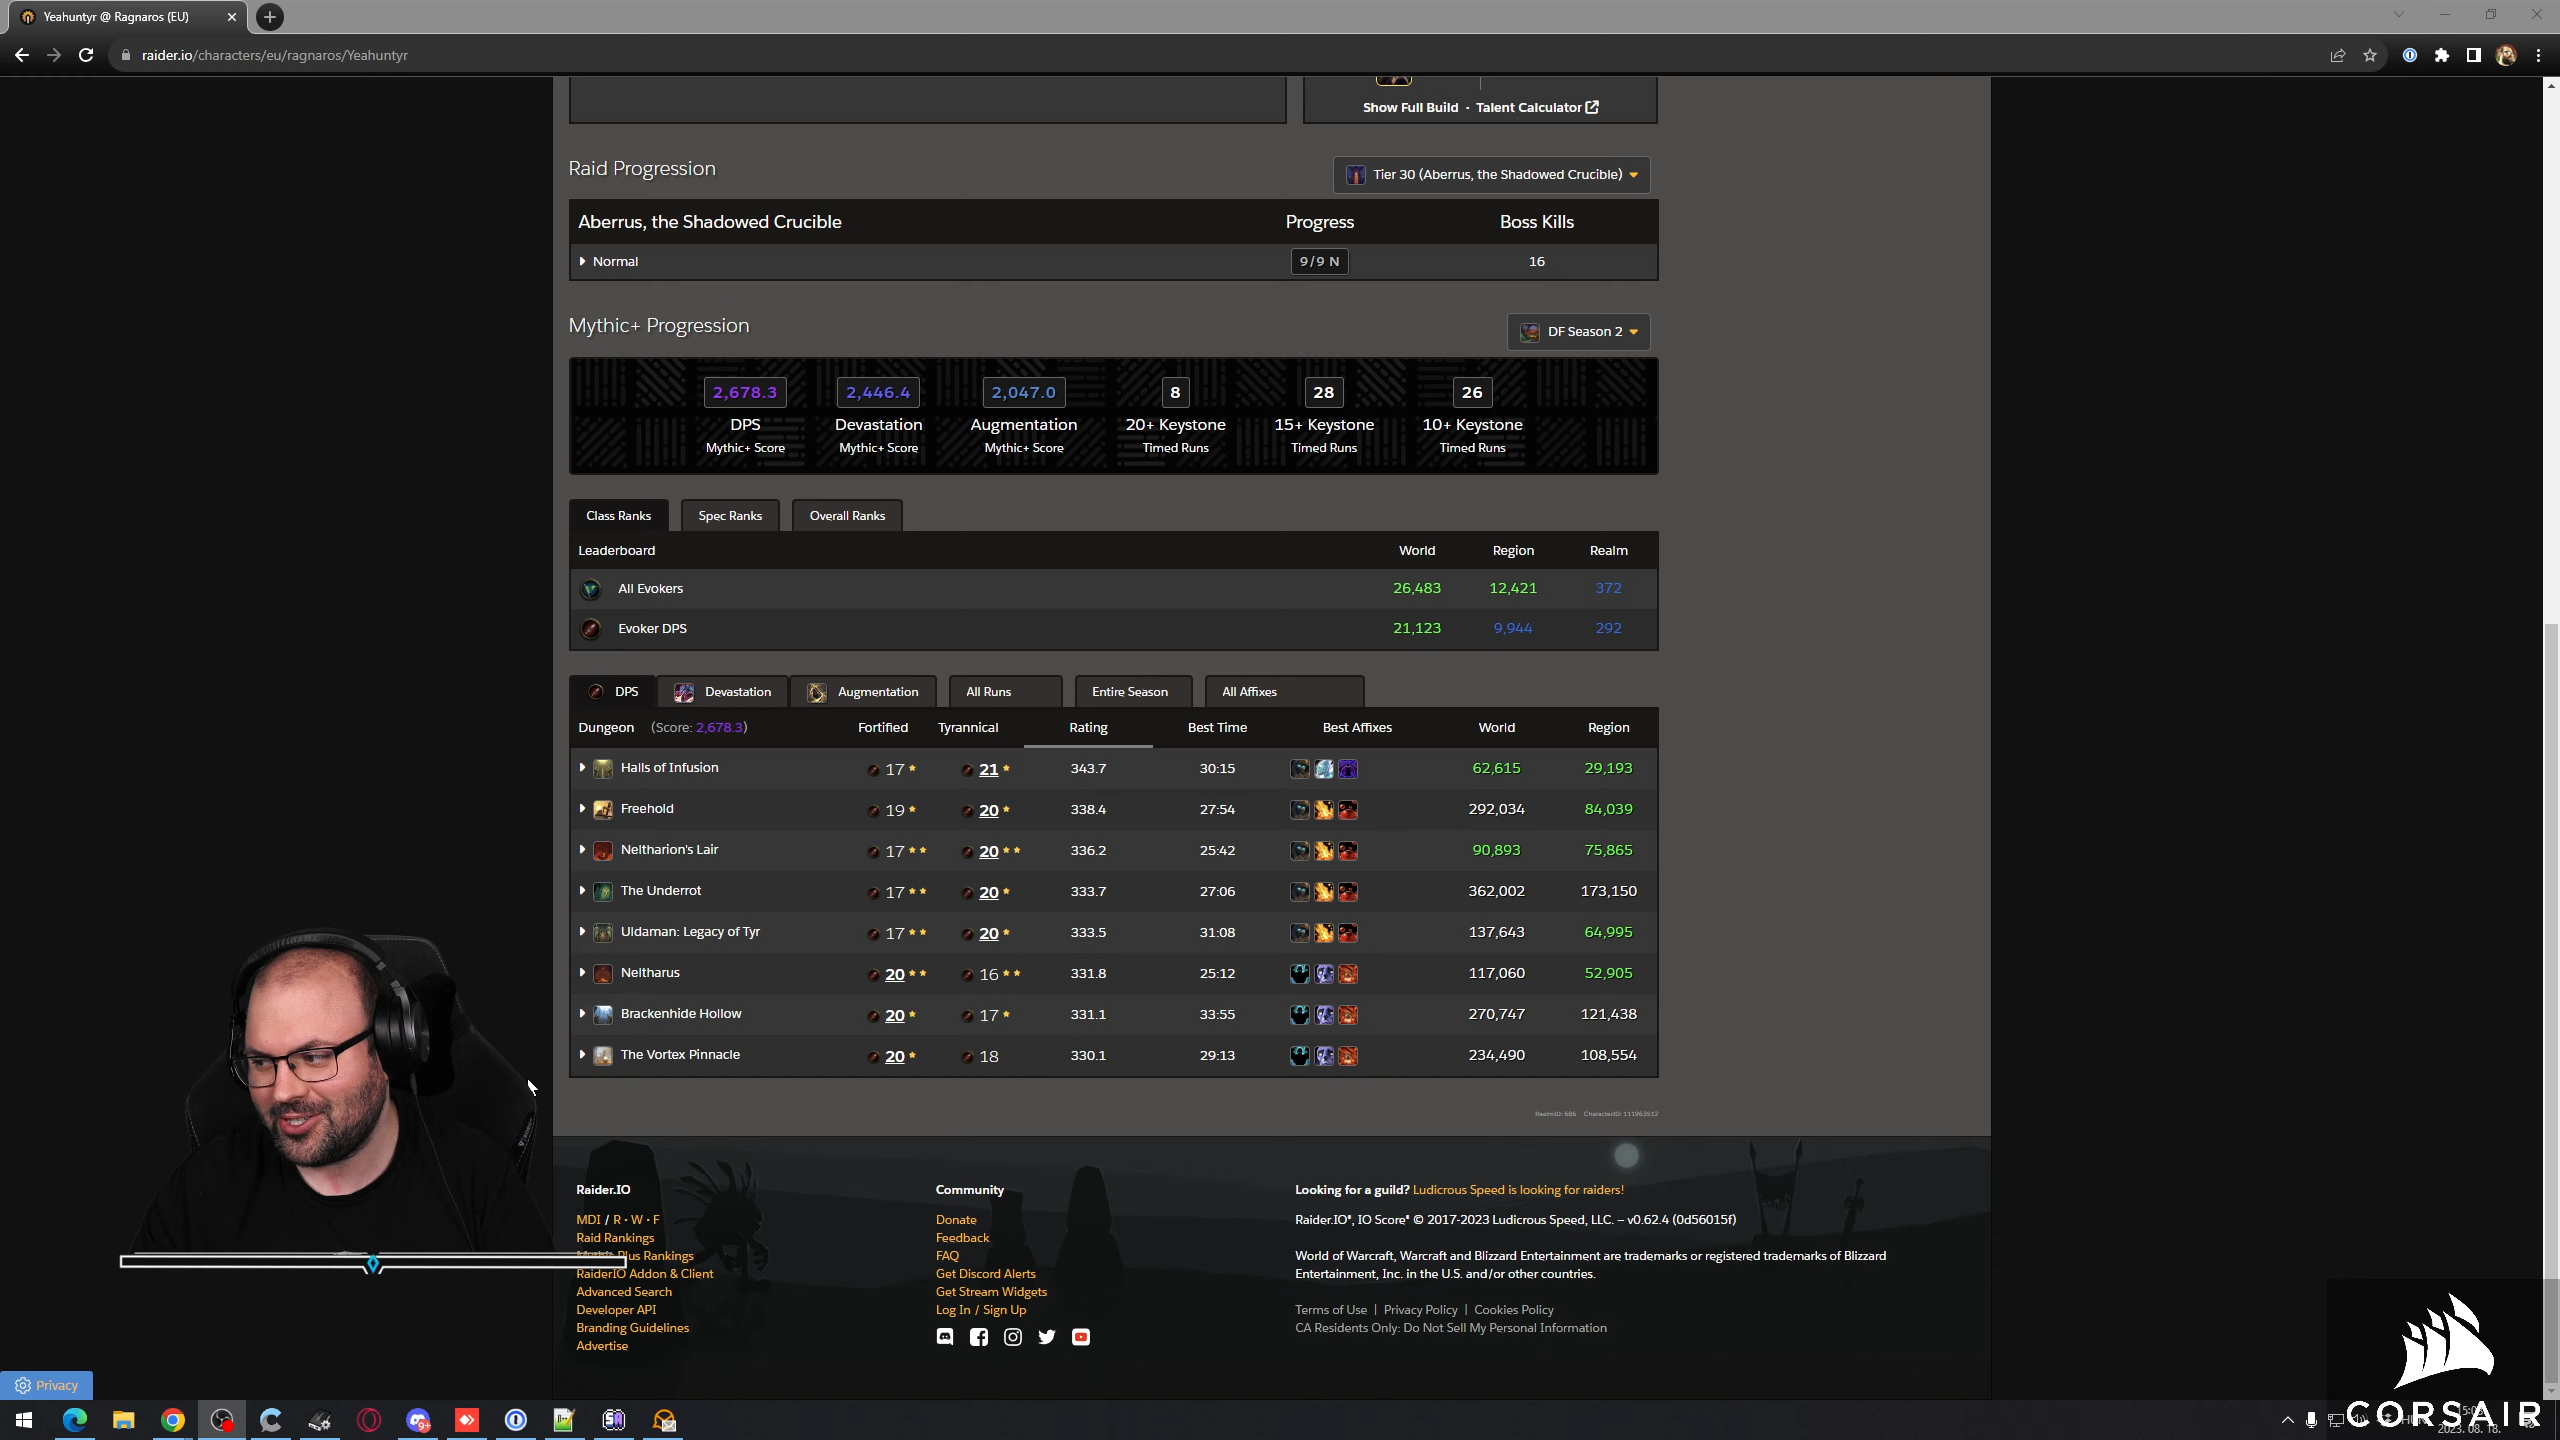 Yeahuntyr @ Ragnaros (EU)
raider.io/characters/eu/ragnaros/Yeahuntyr
Show Full Build · Talent Calculator
Raid Progression
Tier 30 (Aberrus, the Shadowed Crucible)
Aberrus, the Shadowed Crucible Progress Boss Kills
Normal 9/9 N 16
Mythic+ Progression
DF Season 2
2,678.3 2,446.4 2,047.0 8 28 26
DPS Devastation Augmentation 20+ Keystone 15+ Keystone 10+ Keystone
Mythic+ Score Mythic+ Score Mythic+ Score Timed Runs Timed Runs Timed Runs
Class Ranks Spec Ranks Overall Ranks
Leaderboard World Region Realm
All Evokers 26,483 12,421 372
Evoker DPS 21,123 9,944 292
DPS Devastation Augmentation All Runs Entire Season All Affixes
Dungeon (Score: 2,678.3) Fortified Tyrannical Rating Best Time Best Affixes World Region
Halls of Infusion 17 21 343.7 30:15 62,615 29,193
Freehold 19 20 338.4 27:54 292,034 84,039
Neltharion's Lair 17 20 336.2 25:42 90,893 75,865
The Underrot 17 20 333.7 27:06 362,002 173,150
Uldaman: Legacy of Tyr 17 20 333.5 31:08 137,643 64,995
Neltharus 20 16 331.8 25:12 117,060 52,905
Brackenhide Hollow 20 17 331.1 33:55 270,747 121,438
The Vortex Pinnacle 20 18 330.1 29:13 234,490 108,554
RealmID: 686 CharacterID: 111963512
Raider.IO
MDI / R · W · F
Raid Rankings
Plus Rankings
RaiderIO Addon & Client
Advanced Search
Developer API
Branding Guidelines
Advertise
Community
Donate
Feedback
FAQ
Get Discord Alerts
Get Stream Widgets
Log In / Sign Up
Looking for a guild? Ludicrous Speed is looking for raiders!
Raider.IO®, IO Score® © 2017-2023 Ludicrous Speed, LLC. – v0.62.4 (0d56015f)
World of Warcraft, Warcraft and Blizzard Entertainment are trademarks or registered trademarks of Blizzard
Entertainment, Inc. in the U.S. and/or other countries.
Terms of Use | Privacy Policy | Cookies Policy
CA Residents Only: Do Not Sell My Personal Information
Privacy
9+
CORSAIR
2023. 08. 18.